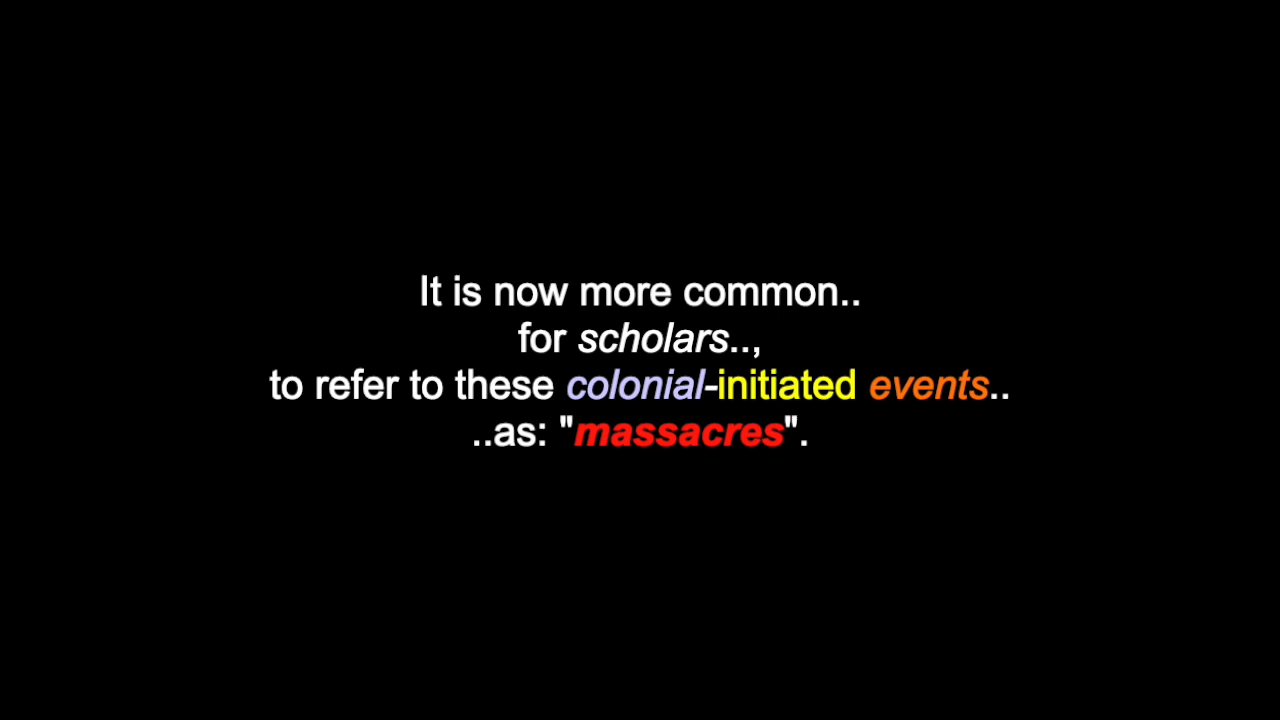 It is now more common..
for scholars..,
to refer to these colonial-initiated events..
..as: "massacres".